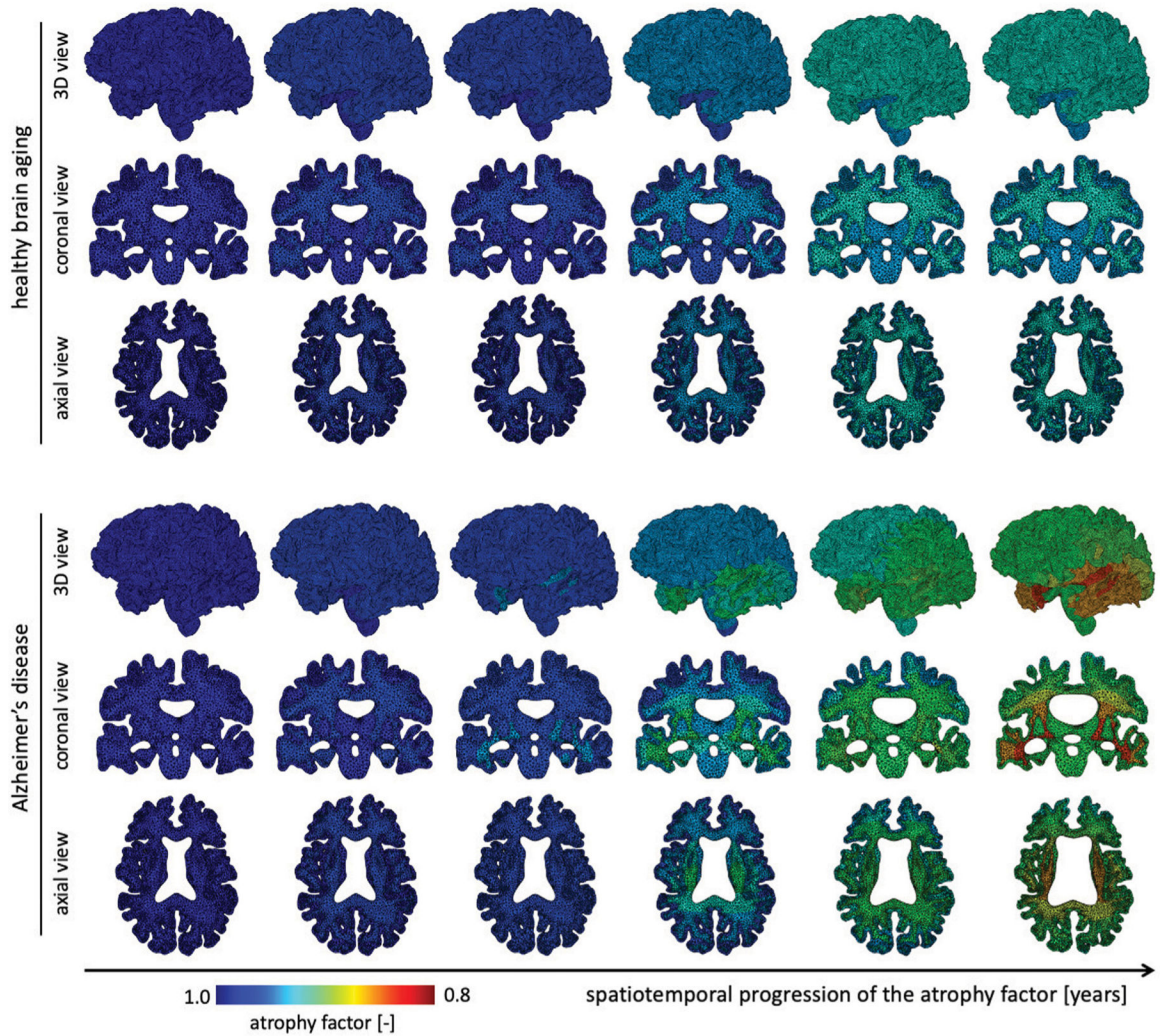 healthy brain aging
3D view
coronal view
axial view
Alzheimer's disease
3D view
coronal view
axial view
1.0
0.8
atrophy factor [-]
spatiotemporal progression of the atrophy factor [years]